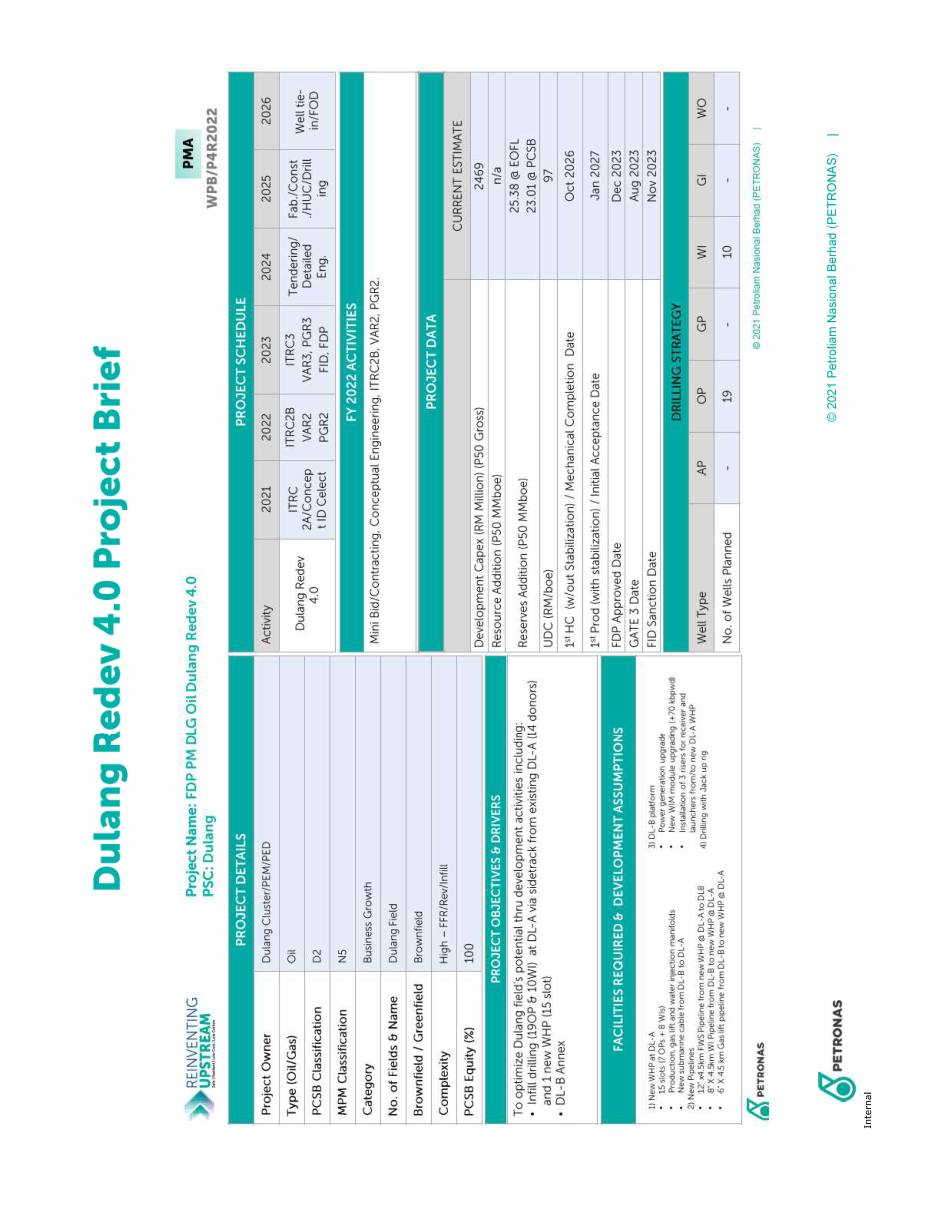 Dulang Redev 4.0 Project Brief
REINVENTING
UPSTREAM
Project Name: FDP PM DLG Oil Dulang Redev 4.0
PSC: Dulang
PMA
WPB/P4R2022
PROJECT DETAILS
Project Owner Dulang Cluster/PEM/PED
Type (Oil/Gas) Oil
PCSB Classification D2
MPM Classification N5
Category Business Growth
No. of Fields & Name Dulang Field
Brownfield / Greenfield Brownfield
Complexity High – FFR/Rev/Infill
PCSB Equity (%) 100
PROJECT OBJECTIVES & DRIVERS
To optimize Dulang field's potential thru development activities including:
• Infill drilling (19OP & 10WI) at DL-A via sidetrack from existing DL-A (14 donors)
and 1 new WHP (15 slot)
• DL-B Annex
FACILITIES REQUIRED & DEVELOPMENT ASSUMPTIONS
1) New WHP at DL-A
• 15 slots (7 OPs + 8 WIs)
• Production, gas lift and water injection manifolds
• New submarine cable from DL-B to DL-A
2) New Pipelines
• 12" x4.5km FWS Pipeline from new WHP @ DL-A to DLB
• 8" X 4.5km WI Pipeline from DL-B to new WHP @ DL-A
• 6" X 4.5 km Gas lift pipeline from DL-B to new WHP @ DL-A
3) DL-B platform
• Power generation upgrade
• New WIM module upgrading (+70 kbpwd)
• Installation of 3 risers for receiver and
launchers from/to new DL-A WHP
4) Drilling with Jack up rig
PROJECT SCHEDULE
Activity 2021 2022 2023 2024 2025 2026
Dulang Redev
4.0
ITRC
2A/Concep
t ID Celect
ITRC2B
VAR2
PGR2
ITRC3
VAR3, PGR3
FID, FDP
Tendering/
Detailed
Eng.
Fab./Const
/HUC/Drill
ing
Well tie-
in/FOD
FY 2022 ACTIVITIES
Mini Bid/Contracting, Conceptual Engineering, ITRC2B, VAR2, PGR2.
PROJECT DATA
CURRENT ESTIMATE
Development Capex (RM Million) (P50 Gross) 2469
Resource Addition (P50 MMboe) n/a
Reserves Addition (P50 MMboe) 25.38 @ EOFL
23.01 @ PCSB
UDC (RM/boe) 97
1st HC (w/out Stabilization) / Mechanical Completion Date Oct 2026
1st Prod (with stabilization) / Initial Acceptance Date Jan 2027
FDP Approved Date Dec 2023
GATE 3 Date Aug 2023
FID Sanction Date Nov 2023
DRILLING STRATEGY
Well Type AP OP GP WI GI WO
No. of Wells Planned - 19 - 10 - -
PETRONAS
© 2021 Petroliam Nasional Berhad (PETRONAS) |
PETRONAS
© 2021 Petroliam Nasional Berhad (PETRONAS) |
Internal